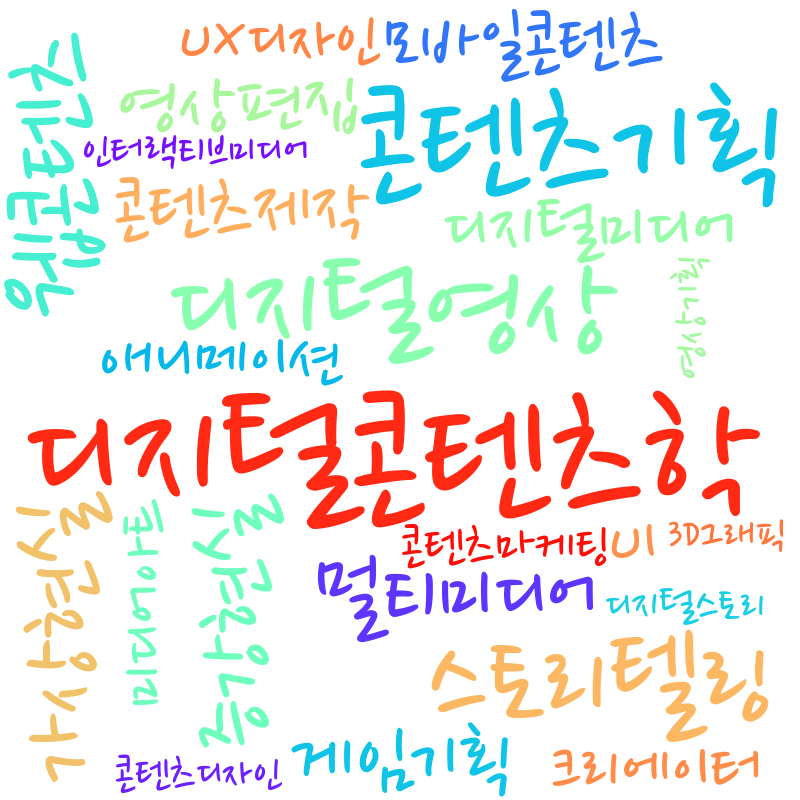 UX디자인
모바일콘텐츠
웹콘텐츠
영상편집
콘텐츠기획
인터랙티브미디어
콘텐츠제작
디지털미디어
디지털영상
영상기획
애니메이션
디지털콘텐츠학
가상현실
미디어아트
증강현실
콘텐츠마케팅
UI
3D그래픽
멀티미디어
디지털스토리
스토리텔링
콘텐츠디자인
게임기획
크리에이터